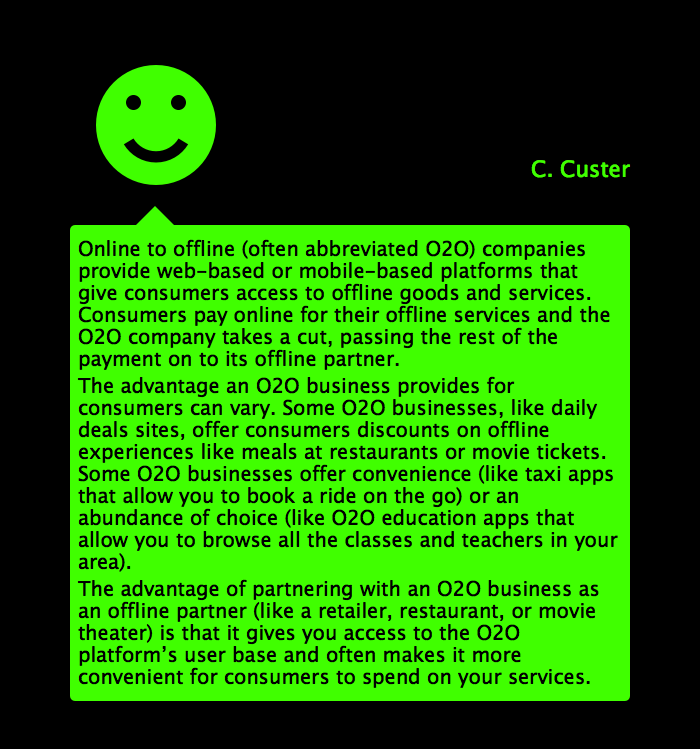 C. Custer
Online to offline (often abbreviated O2O) companies
provide web-based or mobile-based platforms that
give consumers access to offline goods and services.
Consumers pay online for their offline services and the
O2O company takes a cut, passing the rest of the
payment on to its offline partner.
The advantage an O2O business provides for
consumers can vary. Some O2O businesses, like daily
deals sites, offer consumers discounts on offline
experiences like meals at restaurants or movie tickets.
Some O2O businesses offer convenience (like taxi apps
that allow you to book a ride on the go) or an
abundance of choice (like O2O education apps that
allow you to browse all the classes and teachers in your
area).
The advantage of partnering with an O2O business as
an offline partner (like a retailer, restaurant, or movie
theater) is that it gives you access to the O2O
platform’s user base and often makes it more
convenient for consumers to spend on your services.